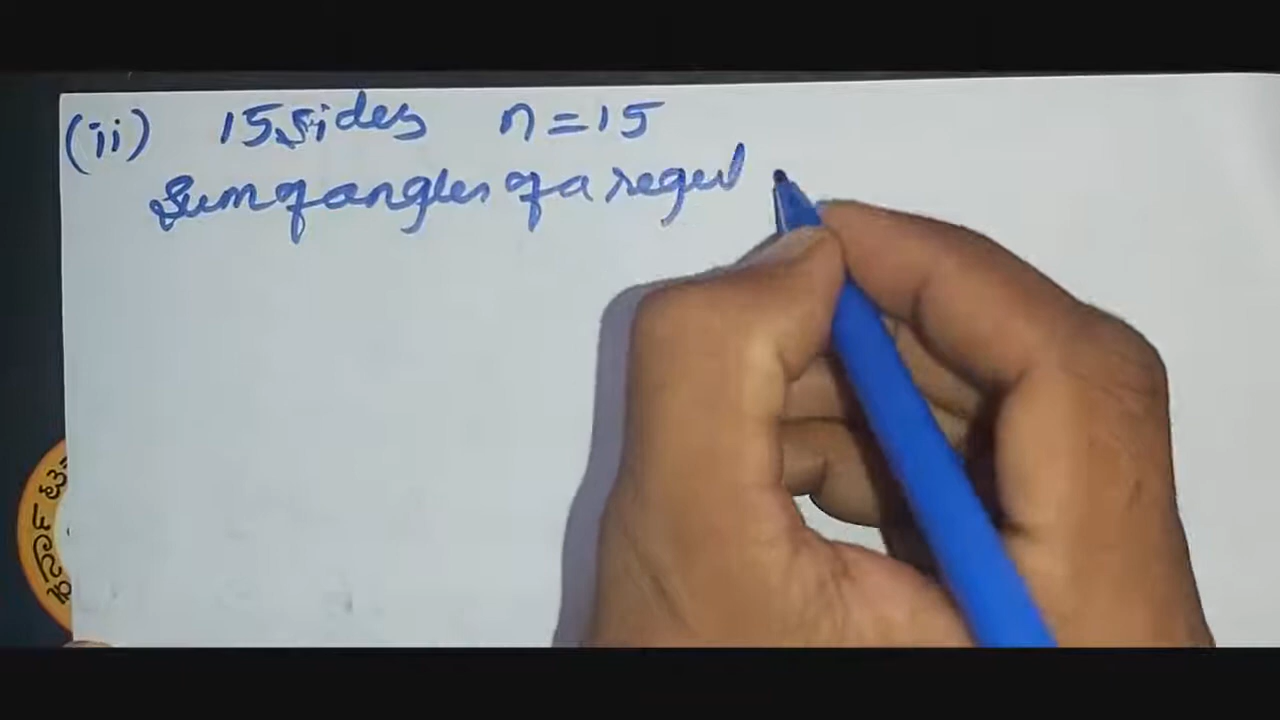 (ii) 15 sides n = 15
Sum of angles of a regul